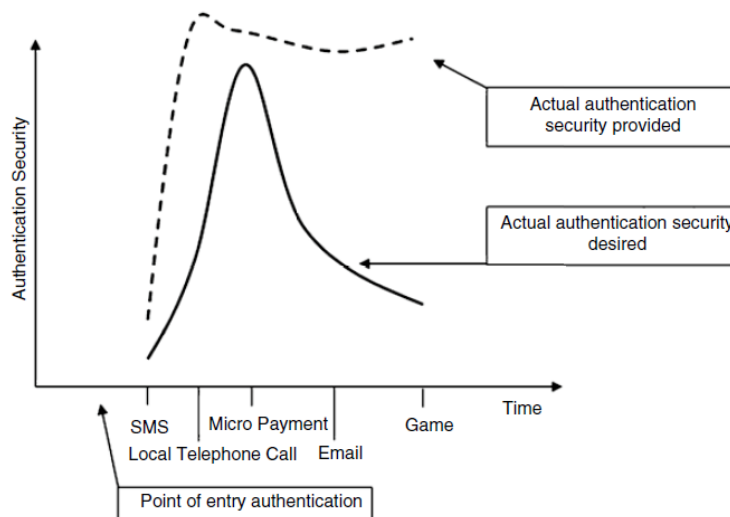 Actual authentication
security provided
Actual authentication security
desired
Authentication Security
Time
SMS
Micro Payment
Game
Local Telephone Call
Email
Point of entry authentication